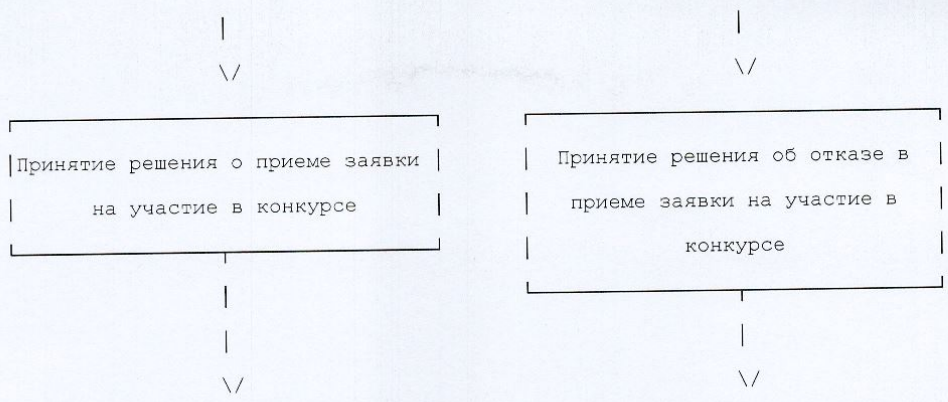 Принятие решения о приеме заявки
на участие в конкурсе
Принятие решения об отказе в
приеме заявки на участие в
конкурсе